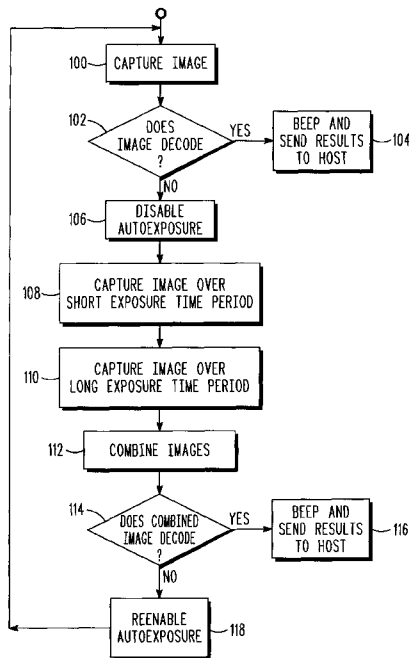 100
CAPTURE IMAGE
102
DOES
IMAGE DECODE
?
YES
BEEP AND
SEND RESULTS
TO HOST
104
NO
106
DISABLE
AUTOEXPOSURE
108
CAPTURE IMAGE OVER
SHORT EXPOSURE TIME PERIOD
110
CAPTURE IMAGE OVER
LONG EXPOSURE TIME PERIOD
112
COMBINE IMAGES
114
DOES COMBINED
IMAGE DECODE
?
YES
BEEP AND
SEND RESULTS
TO HOST
116
NO
REENABLE
AUTOEXPOSURE
118